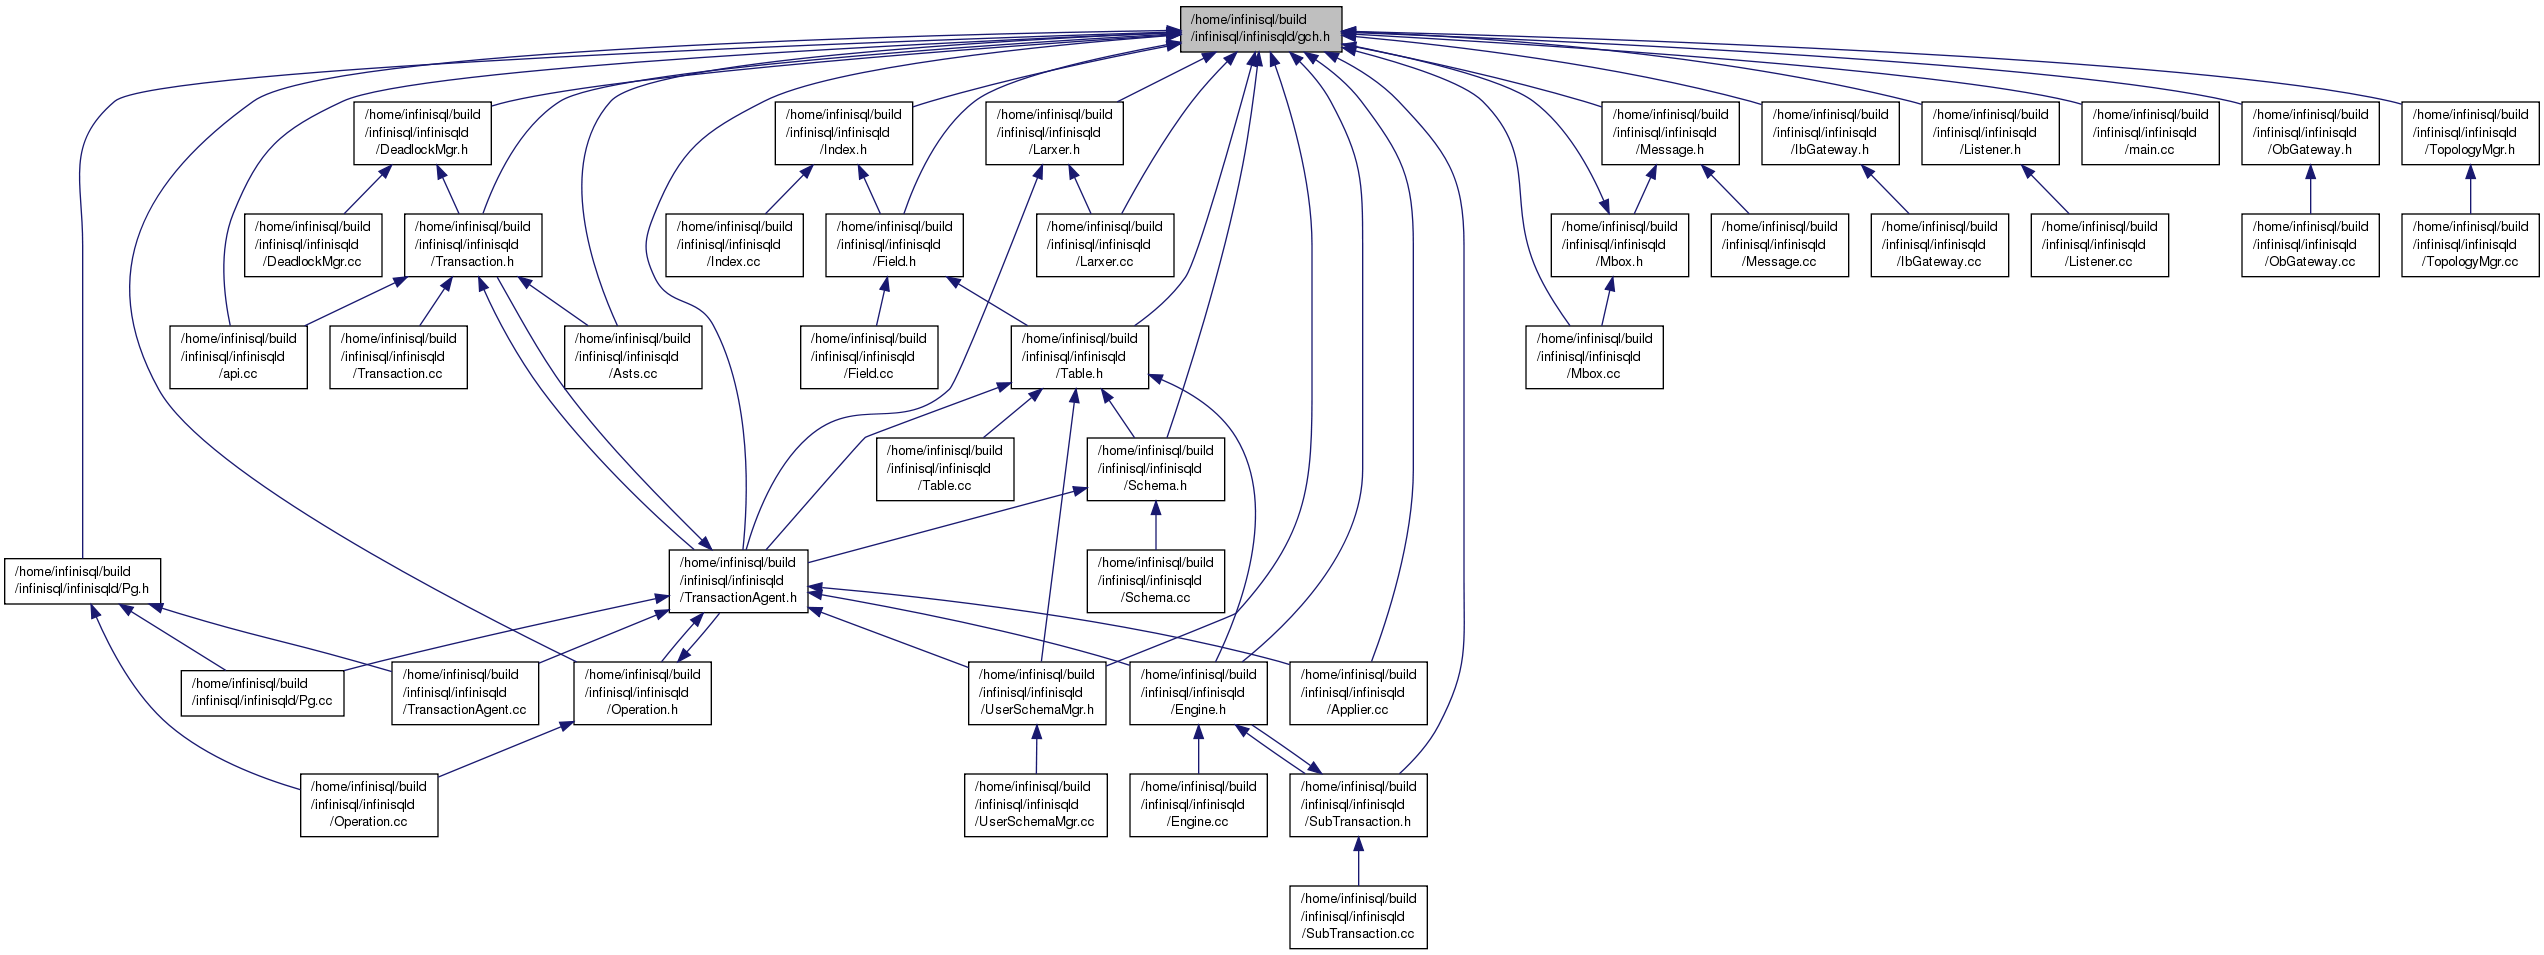 /home/infinisql/build
/infinisql/infinisqld/gch.h
/home/infinisql/build
/infinisql/infinisqld
/DeadlockMgr.h
/home/infinisql/build
/infinisql/infinisqld
/Index.h
/home/infinisql/build
/infinisql/infinisqld
/Larxer.h
/home/infinisql/build
/infinisql/infinisqld
/Message.h
/home/infinisql/build
/infinisql/infinisqld
/IbGateway.h
/home/infinisql/build
/infinisql/infinisqld
/Listener.h
/home/infinisql/build
/infinisql/infinisqld
/main.cc
/home/infinisql/build
/infinisql/infinisqld
/ObGateway.h
/home/infinisql/build
/infinisql/infinisqld
/TopologyMgr.h
/home/infinisql/build
/infinisql/infinisqld
/DeadlockMgr.cc
/home/infinisql/build
/infinisql/infinisqld
/Transaction.h
/home/infinisql/build
/infinisql/infinisqld
/Index.cc
/home/infinisql/build
/infinisql/infinisqld
/Field.h
/home/infinisql/build
/infinisql/infinisqld
/Larxer.cc
/home/infinisql/build
/infinisql/infinisqld
/Mbox.h
/home/infinisql/build
/infinisql/infinisqld
/Message.cc
/home/infinisql/build
/infinisql/infinisqld
/IbGateway.cc
/home/infinisql/build
/infinisql/infinisqld
/Listener.cc
/home/infinisql/build
/infinisql/infinisqld
/ObGateway.cc
/home/infinisql/build
/infinisql/infinisqld
/TopologyMgr.cc
/home/infinisql/build
/infinisql/infinisqld
/api.cc
/home/infinisql/build
/infinisql/infinisqld
/Transaction.cc
/home/infinisql/build
/infinisql/infinisqld
/Asts.cc
/home/infinisql/build
/infinisql/infinisqld
/Field.cc
/home/infinisql/build
/infinisql/infinisqld
/Table.h
/home/infinisql/build
/infinisql/infinisqld
/Mbox.cc
/home/infinisql/build
/infinisql/infinisqld
/Table.cc
/home/infinisql/build
/infinisql/infinisqld
/Schema.h
/home/infinisql/build
/infinisql/infinisqld/Pg.h
/home/infinisql/build
/infinisql/infinisqld
/TransactionAgent.h
/home/infinisql/build
/infinisql/infinisqld
/Schema.cc
/home/infinisql/build
/infinisql/infinisqld/Pg.cc
/home/infinisql/build
/infinisql/infinisqld
/TransactionAgent.cc
/home/infinisql/build
/infinisql/infinisqld
/Operation.h
/home/infinisql/build
/infinisql/infinisqld
/UserSchemaMgr.h
/home/infinisql/build
/infinisql/infinisqld
/Engine.h
/home/infinisql/build
/infinisql/infinisqld
/Applier.cc
/home/infinisql/build
/infinisql/infinisqld
/Operation.cc
/home/infinisql/build
/infinisql/infinisqld
/UserSchemaMgr.cc
/home/infinisql/build
/infinisql/infinisqld
/Engine.cc
/home/infinisql/build
/infinisql/infinisqld
/SubTransaction.h
/home/infinisql/build
/infinisql/infinisqld
/SubTransaction.cc